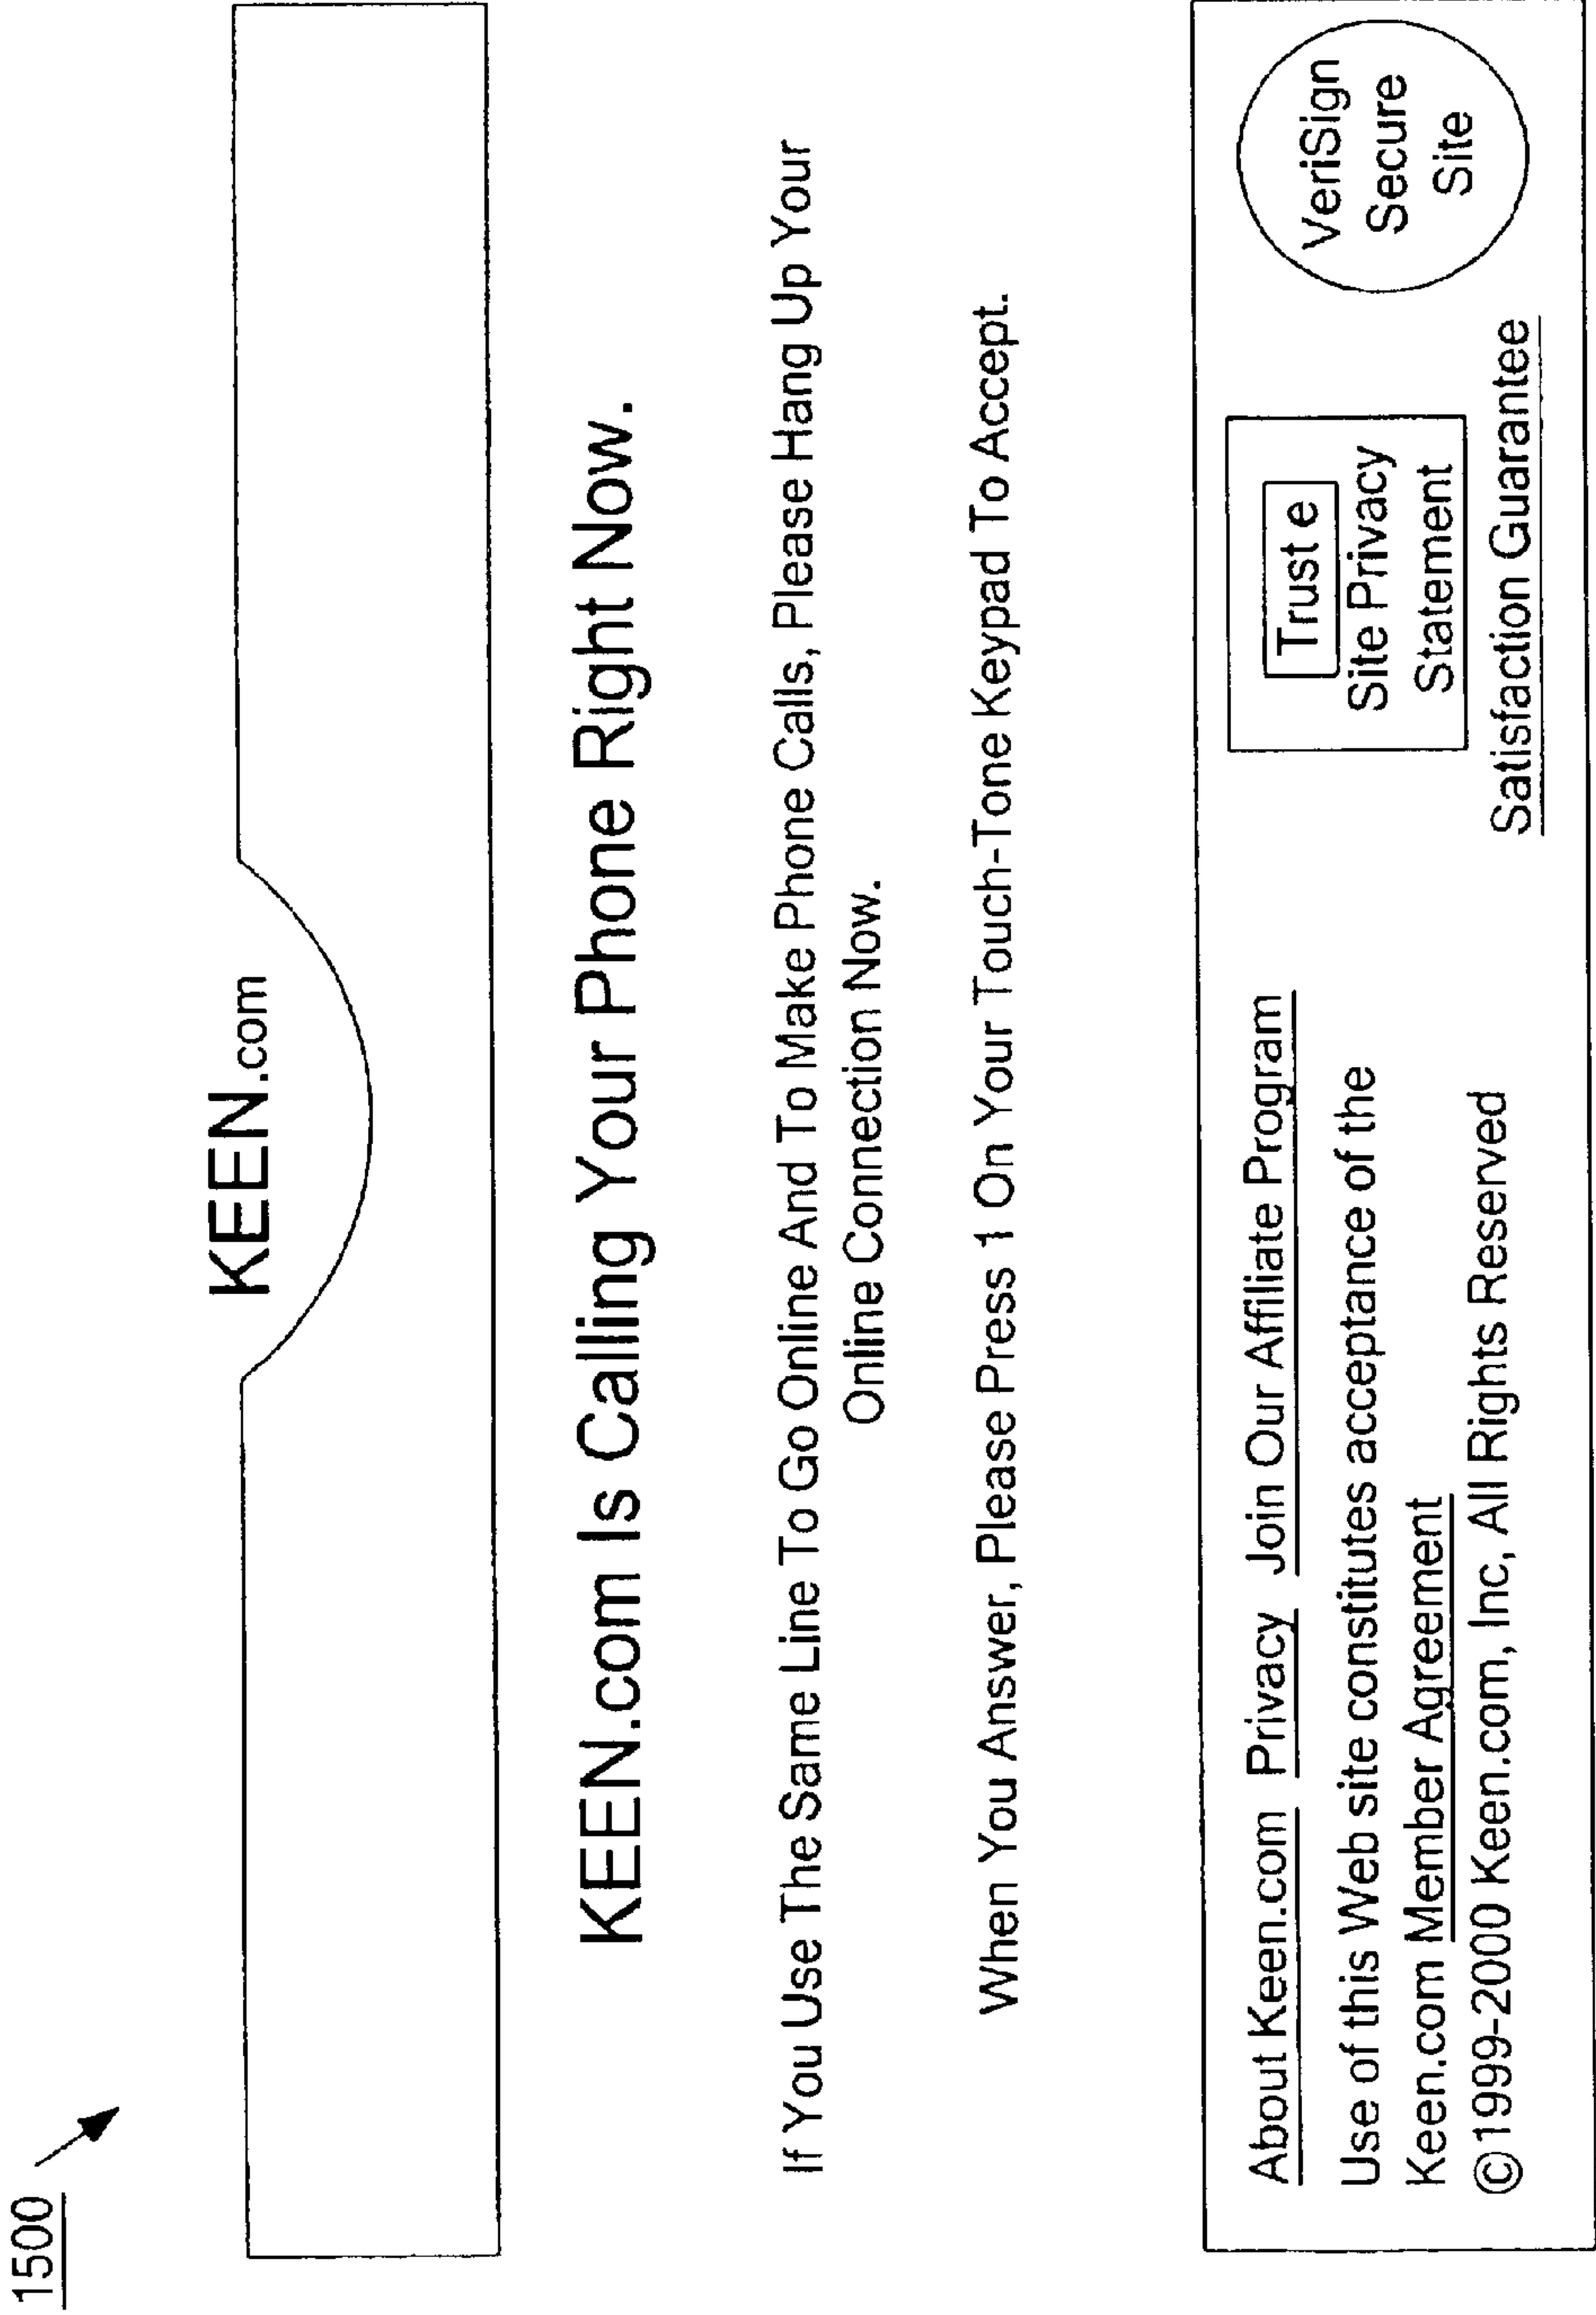 1500
KEEN.com
KEEN.com Is Calling Your Phone Right Now.
If You Use The Same Line To Go Online And To Make Phone Calls, Please Hang Up Your
Online Connection Now.
When You Answer, Please Press 1 On Your Touch-Tone Keypad To Accept.
About Keen.com Privacy Join Our Affiliate Program
Use of this Web site constitutes acceptance of the
Keen.com Member Agreement
©1999-2000 Keen.com, Inc, All Rights Reserved
Trust e
Site Privacy
Statement
Satisfaction Guarantee
VeriSign
Secure
Site